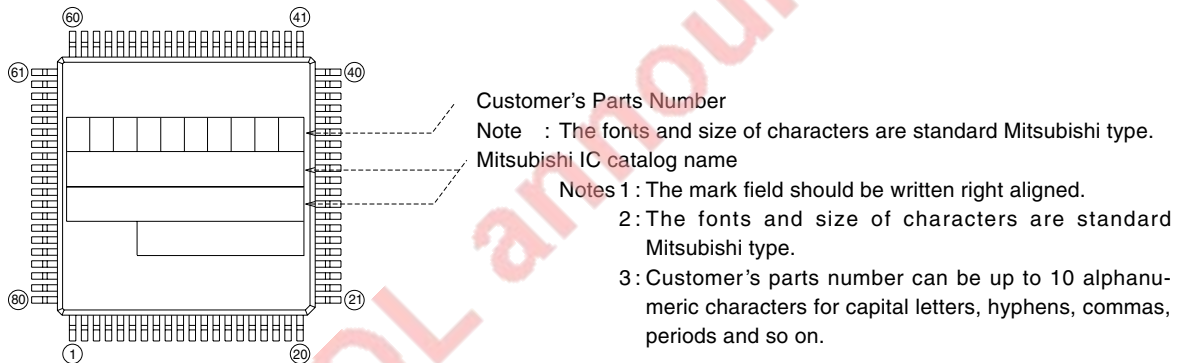 60 41
61 40
Customer's Parts Number
Note : The fonts and size of characters are standard Mitsubishi type.
Mitsubishi IC catalog name
Notes 1 : The mark field should be written right aligned.
2 : The fonts and size of characters are standard
Mitsubishi type.
3 : Customer's parts number can be up to 10 alphanu-
meric characters for capital letters, hyphens, commas,
periods and so on.
80 21
1 20